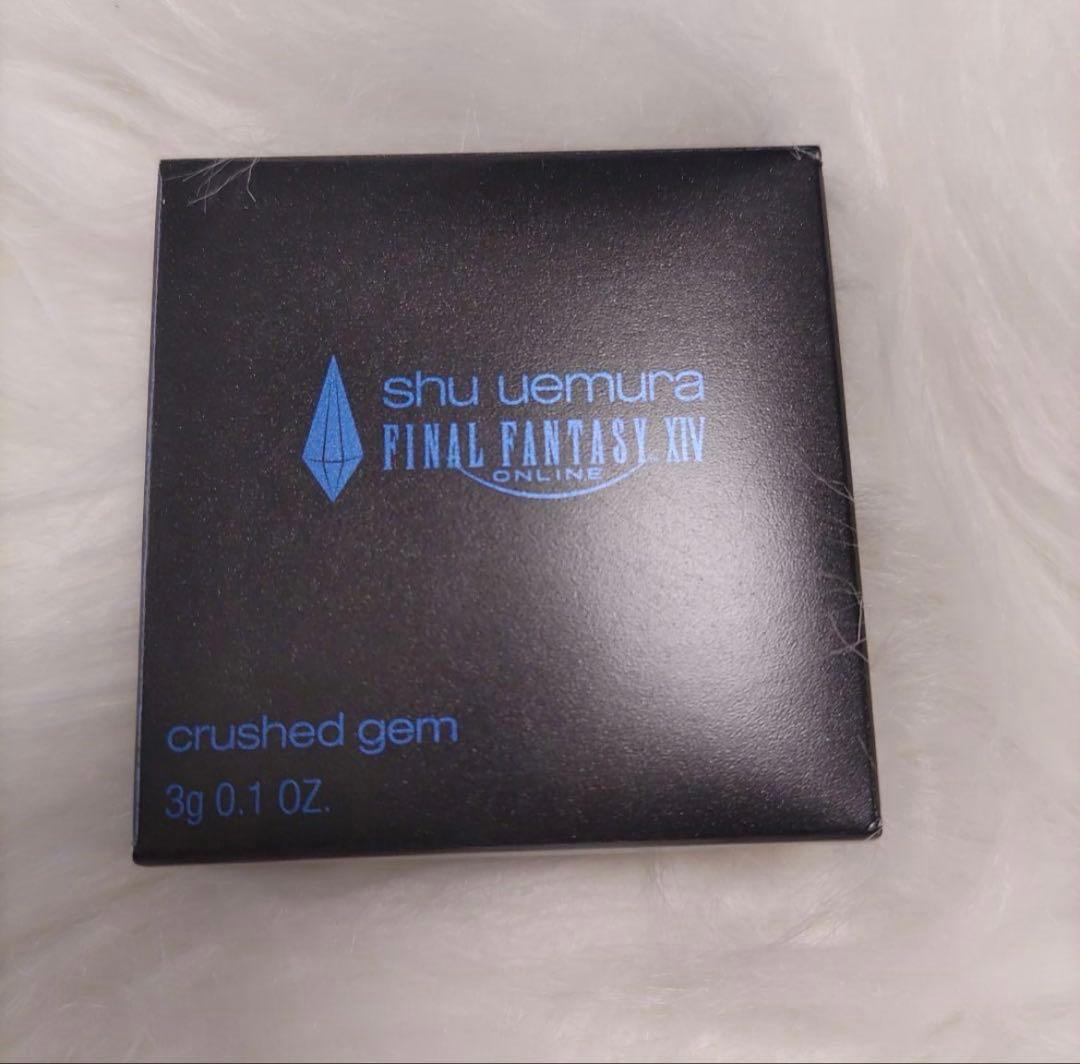 shu uemura
FINAL FANTASY XIV
ONLINE
crushed gem
3g 0.1 OZ.